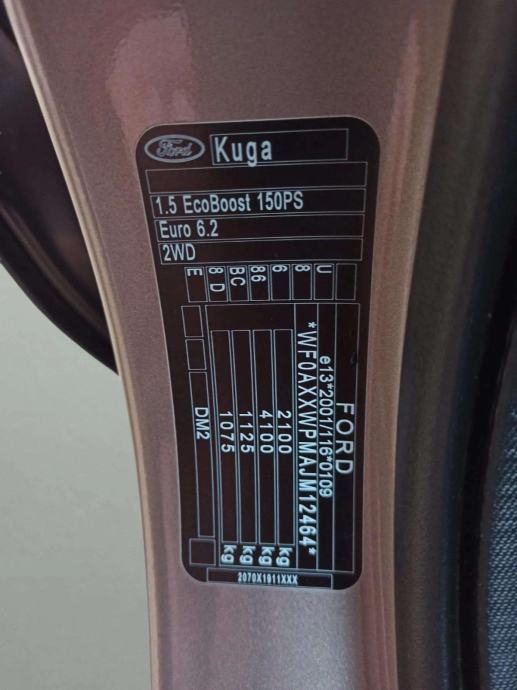 Ford
Kuga
1.5 EcoBoost 150PS
Euro 6.2
2WD
U
8
6
86
BC
8 D
E
FORD
e13*2001/116*0109
*WF0AXXWPMAJM12464*
2100 kg
4100 kg
1125 kg
1075 kg
DM2
2070X1911XXX